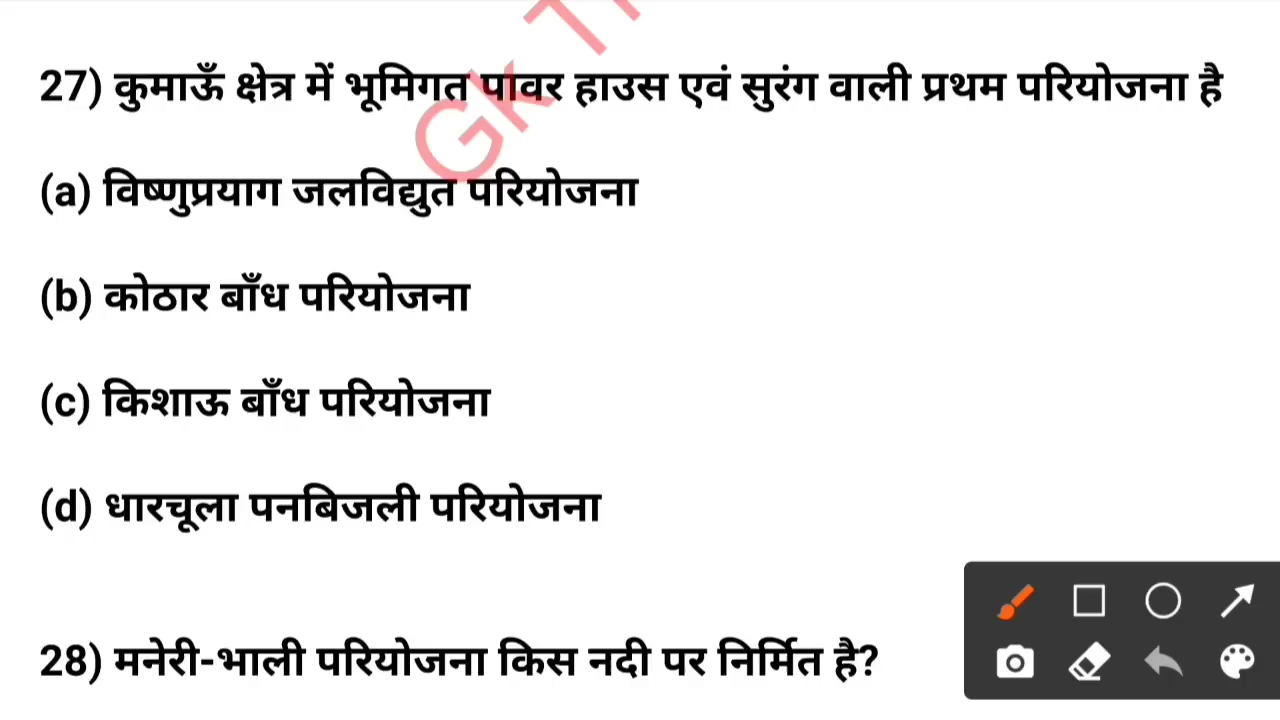 27) कुमाऊँ क्षेत्र में भूमिगत पावर हाउस एवं सुरंग वाली प्रथम परियोजना है
(a) विष्णुप्रयाग जलविद्युत परियोजना
(b) कोठार बाँध परियोजना
(c) किशाऊ बाँध परियोजना
(d) धारचूला पनबिजली परियोजना
28) मनेरी-भाली परियोजना किस नदी पर निर्मित है?
GK